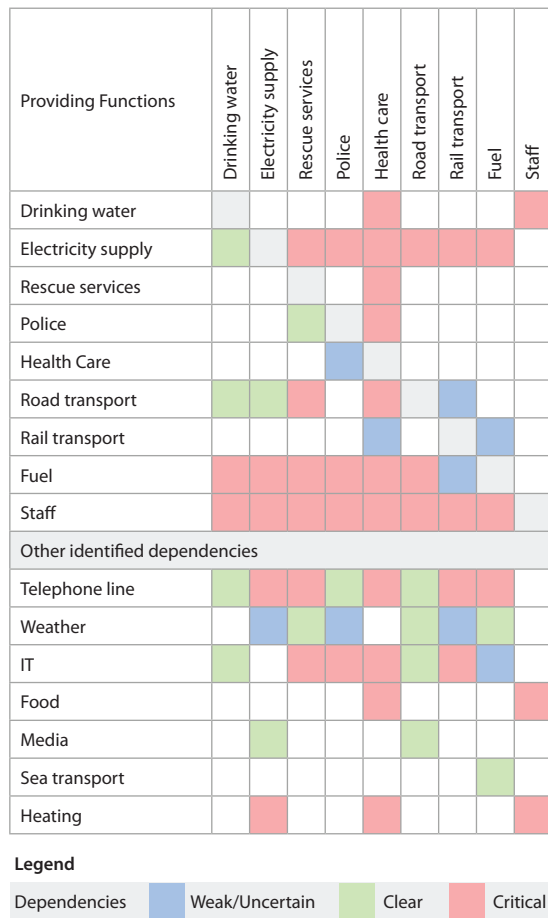 Providing Functions
Drinking water
Electricity supply
Rescue services
Police
Health care
Road transport
Rail transport
Fuel
Staff
Drinking water
Electricity supply
Rescue services
Police
Health Care
Road transport
Rail transport
Fuel
Staff
Other identified dependencies
Telephone line
Weather
IT
Food
Media
Sea transport
Heating
Legend
Dependencies Weak/Uncertain Clear Critical